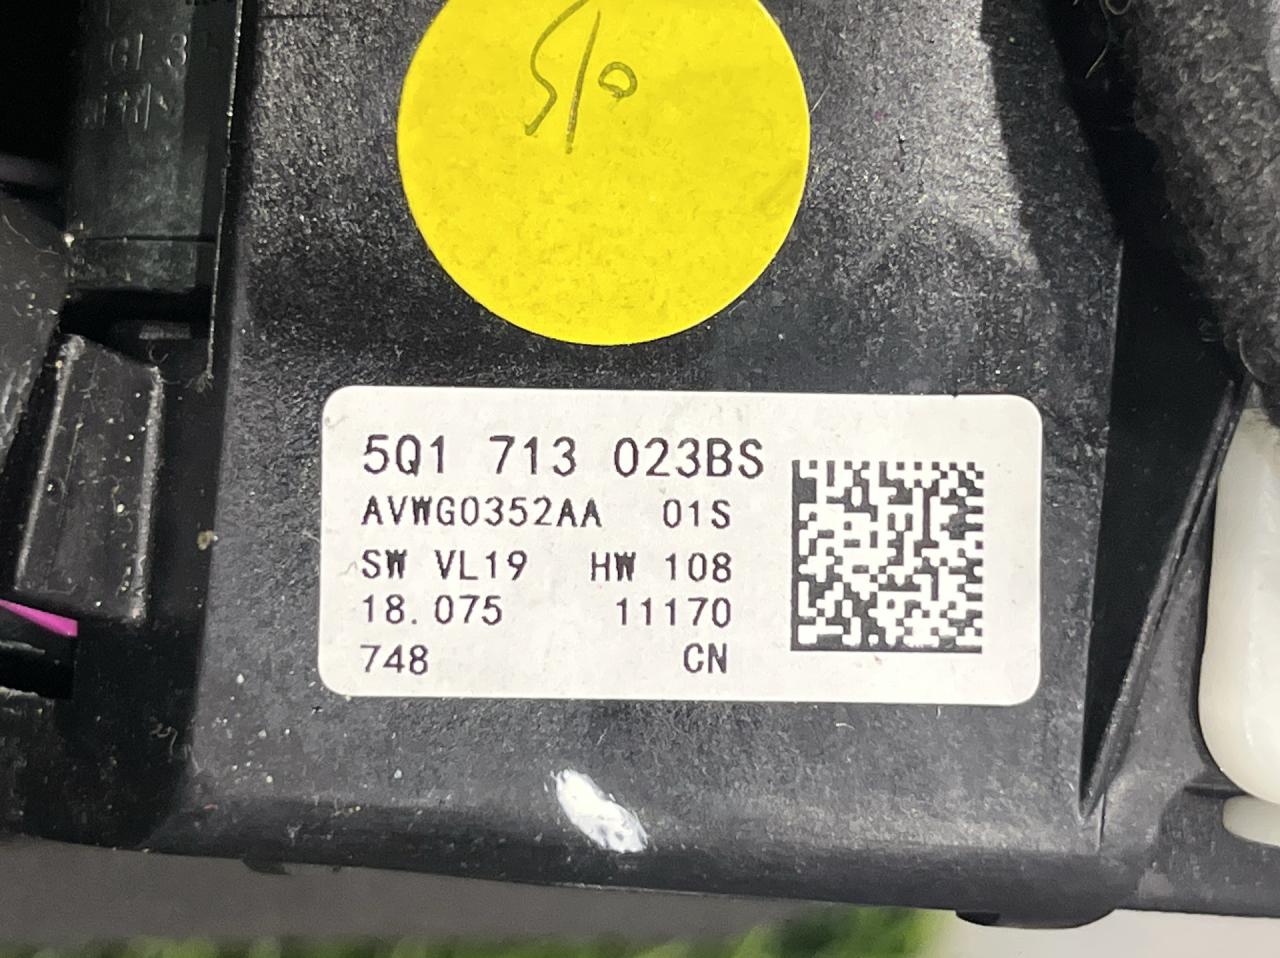 5Q1 713 023BS
AVWG0352AA 01S
SW VL19 HW 108
18.075 11170
748 CN